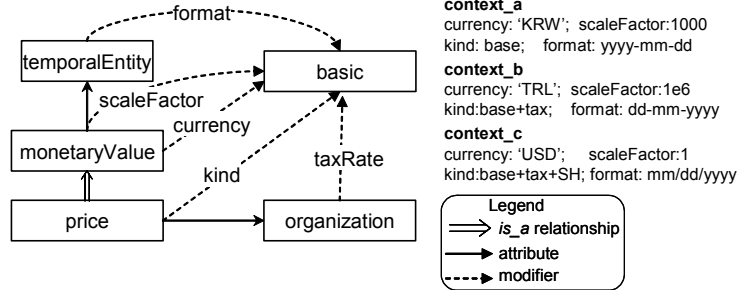 format
temporalEntity
basic
scaleFactor
currency
monetaryValue
kind
taxRate
price
organization
context_a
currency: 'KRW'; scaleFactor:1000
kind: base; format: yyyy-mm-dd
context_b
currency: 'TRL'; scaleFactor:1e6
kind:base+tax; format: dd-mm-yyyy
context_c
currency: 'USD'; scaleFactor:1
kind:base+tax+SH; format: mm/dd/yyyy
Legend
is_a relationship
attribute
modifier